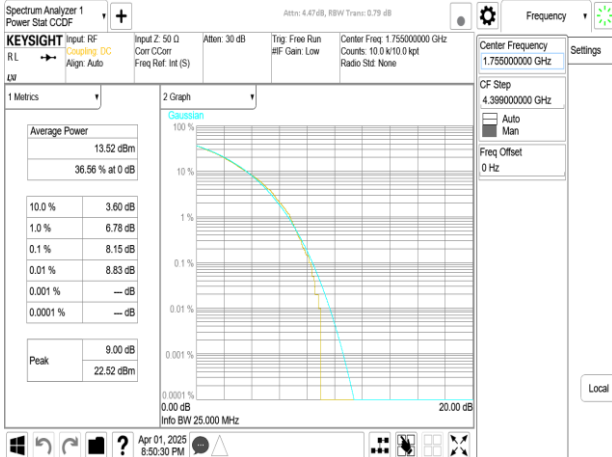 Spectrum Analyzer 1
Power Stat CCDF
Attn: 4.47dB, RBW Trans: 0.79 dB
Frequency
KEYSIGHT
RL
LXI
Input: RF
Coupling: DC
Align: Auto
Input Z: 50 Ω
Corr CCorr
Freq Ref: Int (S)
Atten: 30 dB
Trig: Free Run
#IF Gain: Low
Center Freq: 1.755000000 GHz
Counts: 10.0 k/10.0 kpt
Radio Std: None
Center Frequency
1.755000000 GHz
Settings
CF Step
4.399000000 GHz
Auto
Man
Freq Offset
0 Hz
1 Metrics
Average Power
13.52 dBm
36.56 % at 0 dB
10.0 % 3.60 dB
1.0 % 6.78 dB
0.1 % 8.15 dB
0.01 % 8.83 dB
0.001 % --- dB
0.0001 % --- dB
Peak
9.00 dB
22.52 dBm
2 Graph
Gaussian
100 %
10 %
1 %
0.1 %
0.01 %
0.001 %
0.0001 %
0.00 dB 20.00 dB
Info BW 25.000 MHz
Local
?
Apr 01, 2025
8:50:30 PM